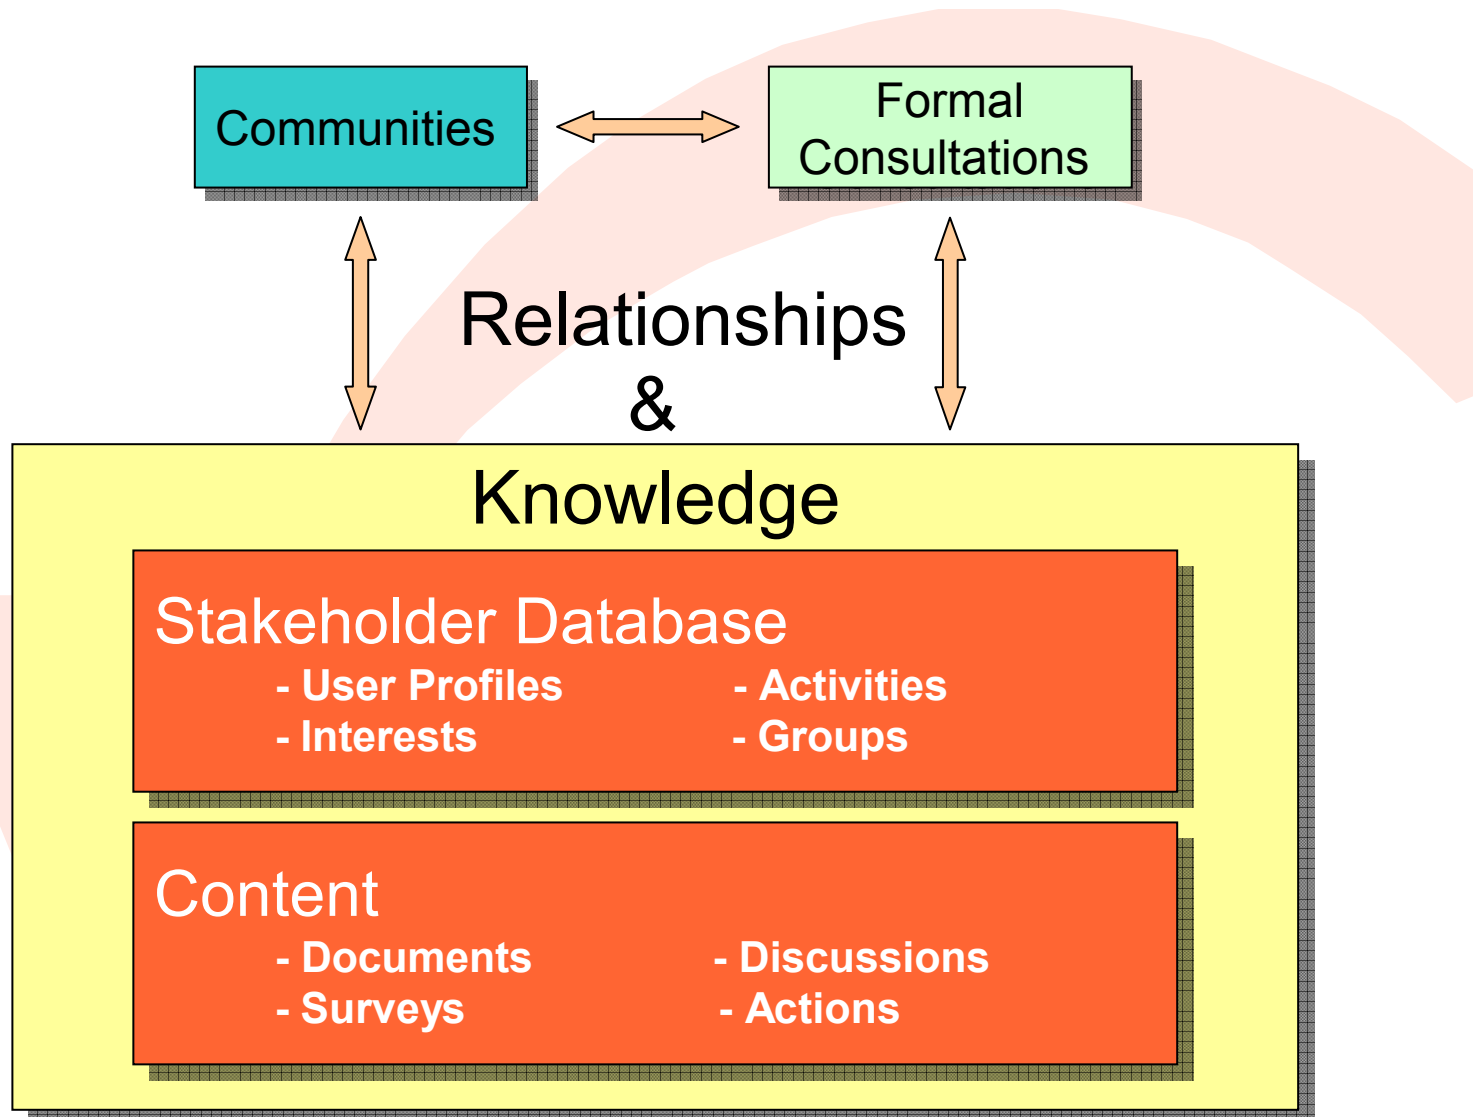 Communities
Formal
Consultations
Relationships
&
Knowledge
Stakeholder Database
- User Profiles - Activities
- Interests - Groups
Content
- Documents - Discussions
- Surveys - Actions